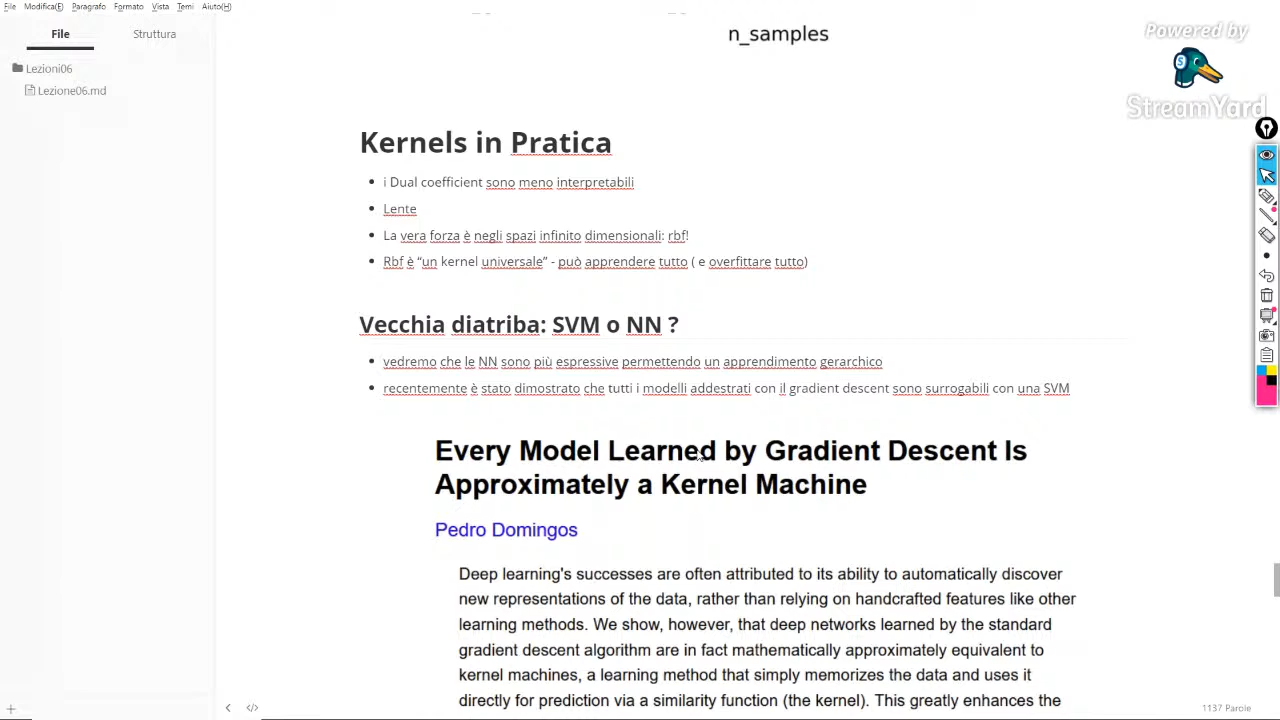 File Modifica(E) Paragrafo Formato Vista Temi Aiuto(H)
File Struttura
Lezioni06
Lezione06.md
n_samples
Powered by
StreamYard
Kernels in Pratica
i Dual coefficient sono meno interpretabili
Lente
La vera forza è negli spazi infinito dimensionali: rbf!
Rbf è “un kernel universale” - può apprendere tutto ( e overfittare tutto)
Vecchia diatriba: SVM o NN ?
vedremo che le NN sono più espressive permettendo un apprendimento gerarchico
recentemente è stato dimostrato che tutti i modelli addestrati con il gradient descent sono surrogabili con una SVM
Every Model Learned by Gradient Descent Is
Approximately a Kernel Machine
Pedro Domingos
Deep learning's successes are often attributed to its ability to automatically discover
new representations of the data, rather than relying on handcrafted features like other
learning methods. We show, however, that deep networks learned by the standard
gradient descent algorithm are in fact mathematically approximately equivalent to
kernel machines, a learning method that simply memorizes the data and uses it
directly for prediction via a similarity function (the kernel). This greatly enhances the
1137 Parole